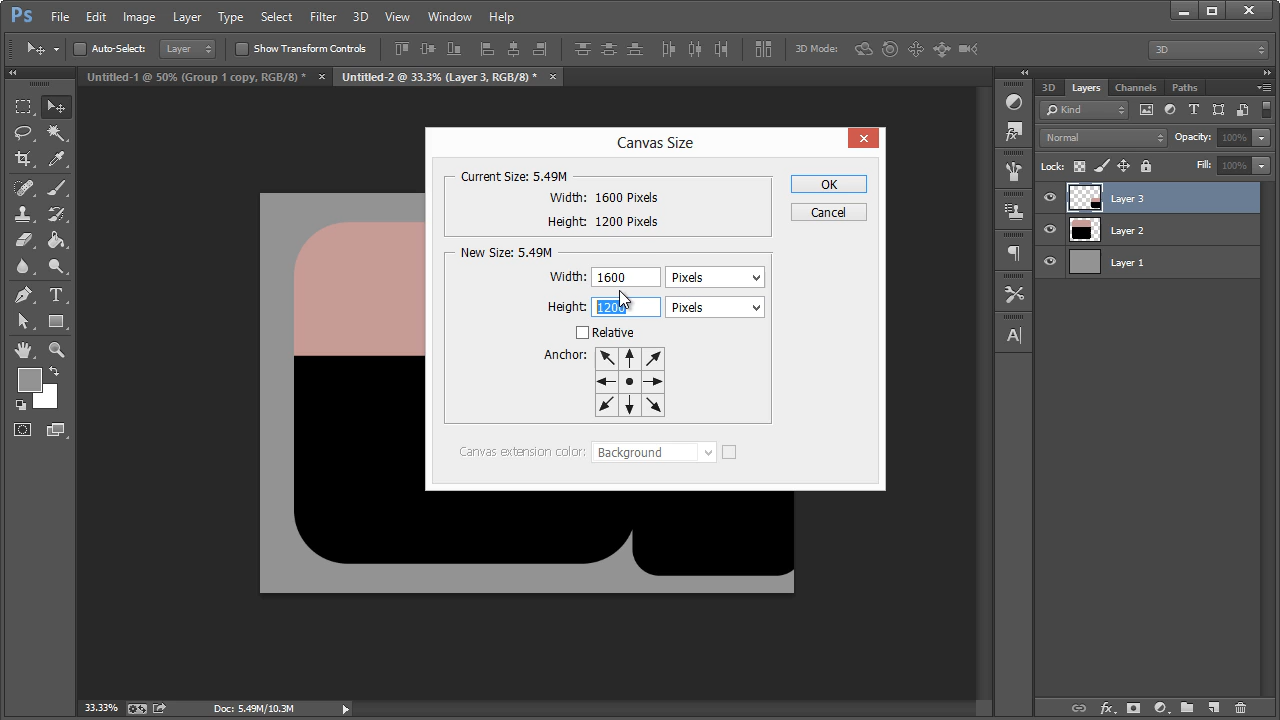 Ps File Edit Image Layer Type Select Filter 3D View Window Help
Auto-Select: Layer Show Transform Controls 3D Mode: 3D
Untitled-1 @ 50% (Group 1 copy, RGB/8) * × Untitled-2 @ 33.3% (Layer 3, RGB/8) * ×
3D Layers Channels Paths
Kind
Normal Opacity: 100%
Lock: Fill: 100%
Layer 3
Layer 2
Layer 1
Canvas Size
Current Size: 5.49M
Width: 1600 Pixels
Height: 1200 Pixels
OK
Cancel
New Size: 5.49M
Width: 1600 Pixels
Height: 1200 Pixels
Relative
Anchor:
Canvas extension color: Background
33.33% Doc: 5.49M/10.3M